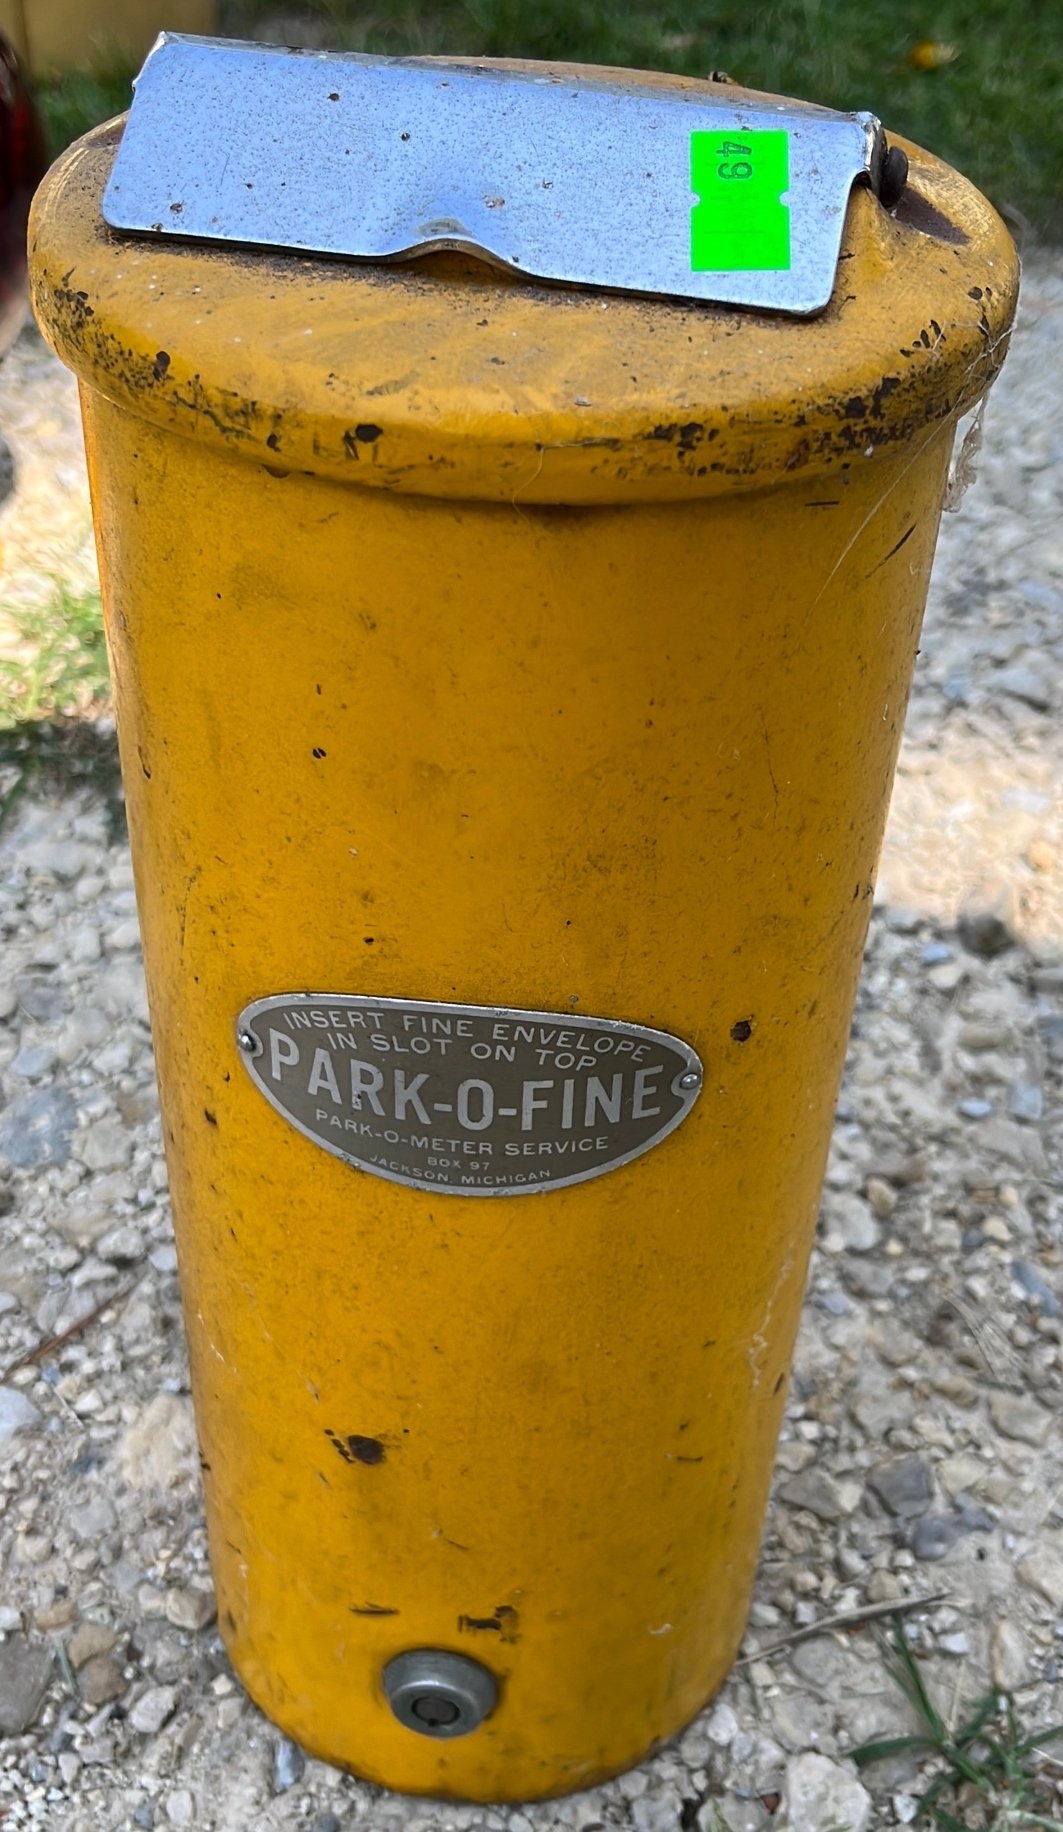 49
INSERT FINE ENVELOPE
IN SLOT ON TOP
PARK-O-FINE
PARK-O-METER SERVICE
BOX 97
JACKSON, MICHIGAN